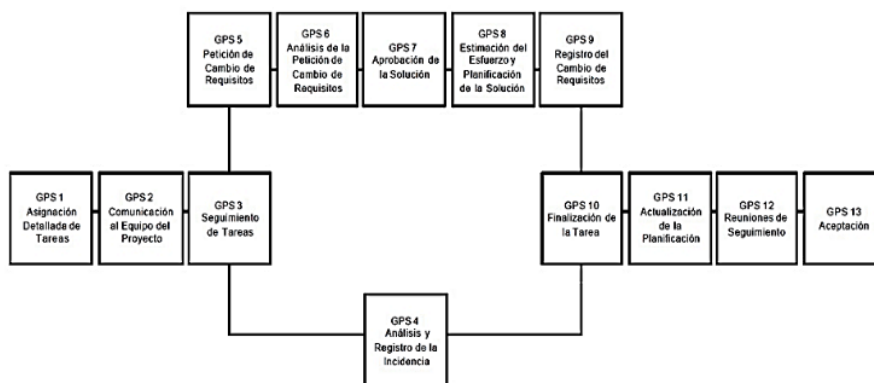 GPS 5
Petición de
Cambio de
Requisitos
GPS 6
Análisis de la
Petición de
Cambio de
Requisitos
GPS 7
Aprobación de
la Solución
GPS 8
Estimación del
Esfuerzo y
Planificación
de la Solución
GPS 9
Registro del
Cambio de
Requisitos
GPS 1
Asignación
Detallada de
Tareas
GPS 2
Comunicación
al Equipo del
Proyecto
GPS 3
Seguimiento
de Tareas
GPS 10
Finalización de
la Tarea
GPS 11
Actualización
de la
Planificación
GPS 12
Reuniones de
Seguimiento
GPS 13
Aceptación
GPS 4
Análisis y
Registro de la
Incidencia